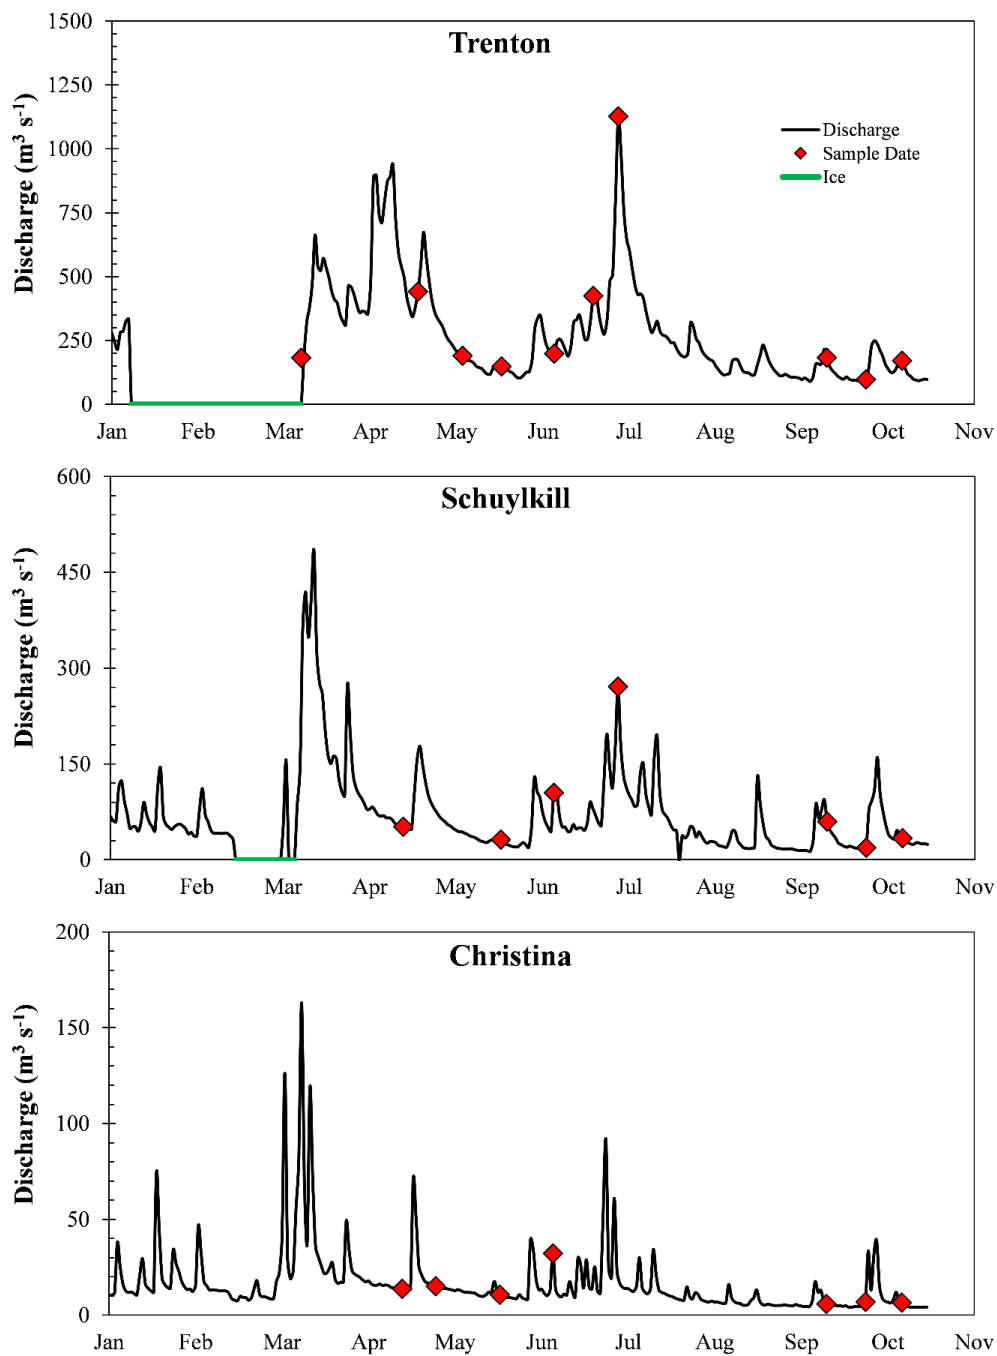 Trenton
Discharge (m³ s⁻¹)
1500
1250
1000
750
500
250
0
Discharge
Sample Date
Ice
Jan Feb Mar Apr May Jun Jul Aug Sep Oct Nov
Schuylkill
Discharge (m³ s⁻¹)
600
450
300
150
0
Jan Feb Mar Apr May Jun Jul Aug Sep Oct Nov
Christina
Discharge (m³ s⁻¹)
200
150
100
50
0
Jan Feb Mar Apr May Jun Jul Aug Sep Oct Nov